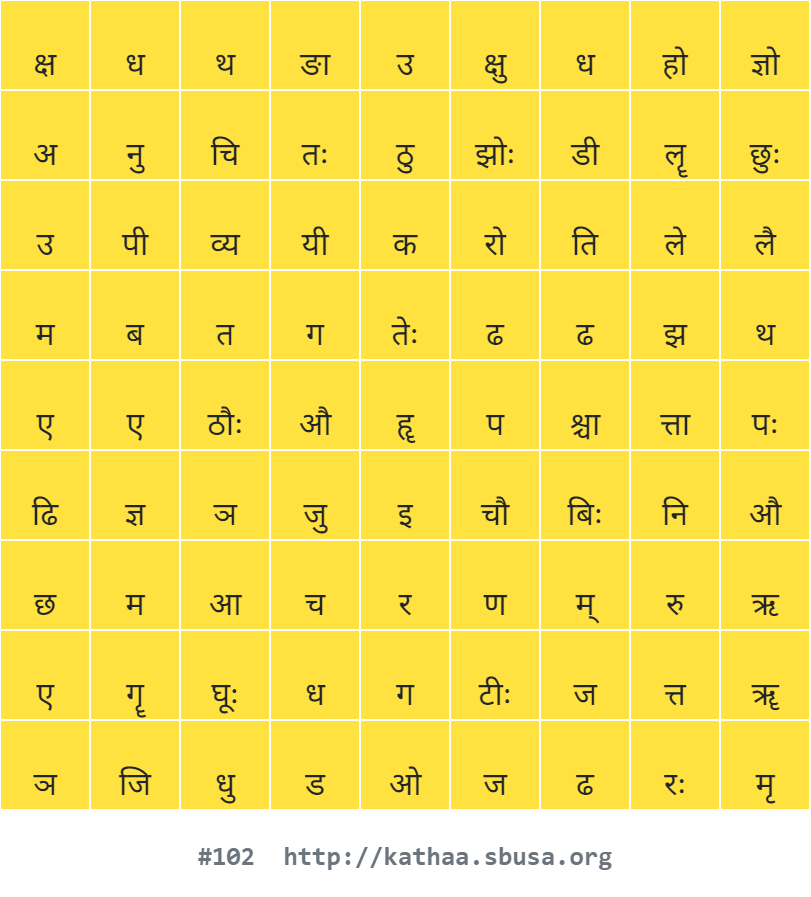 क्ष ध थ ङा उ क्षु ध हो ज्ञो
अ नु चि तः ठु झोः डी लॄ छुः
उ पी व्य यी क रो ति ले लै
म ब त ग तेः ढ ढ झ थ
ए ए ठौः औ हॄ प श्चा त्ता पः
ढि ज्ञ ञ जु इ चौ बिः नि औ
छ म आ च र ण म् रु ऋ
ए गॄ घूः ध ग टीः ज त्त ॠ
ञ जि धु ड ओ ज ढ रः मृ
#102 http://kathaa.sbusa.org